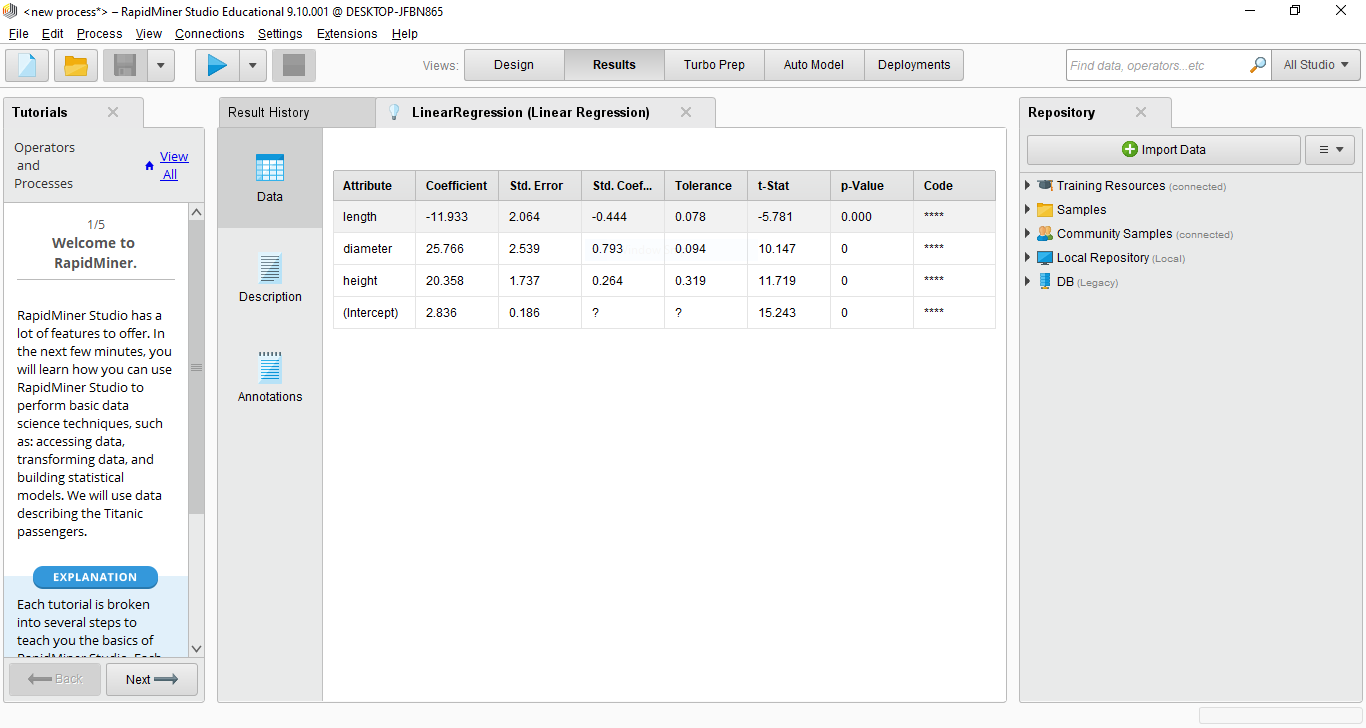 <new process*> – RapidMiner Studio Educational 9.10.001 @ DESKTOP-JFBN865
File Edit Process View Connections Settings Extensions Help
Views: Design Results Turbo Prep Auto Model Deployments
Find data, operators...etc
All Studio
Tutorials
Operators
and
Processes
View
All
1/5
Welcome to
RapidMiner.
RapidMiner Studio has a
lot of features to offer. In
the next few minutes, you
will learn how you can use
RapidMiner Studio to
perform basic data
science techniques, such
as: accessing data,
transforming data, and
building statistical
models. We will use data
describing the Titanic
passengers.
EXPLANATION
Each tutorial is broken
into several steps to
teach you the basics of
RapidMiner Studio. Each
Back Next
Result History
LinearRegression (Linear Regression)
Data
Description
Annotations
Attribute Coefficient Std. Error Std. Coef... Tolerance t-Stat p-Value Code
length -11.933 2.064 -0.444 0.078 -5.781 0.000 ****
diameter 25.766 2.539 0.793 0.094 10.147 0 ****
height 20.358 1.737 0.264 0.319 11.719 0 ****
(Intercept) 2.836 0.186 ? ? 15.243 0 ****
Repository
Import Data
Training Resources (connected)
Samples
Community Samples (connected)
Local Repository (Local)
DB (Legacy)